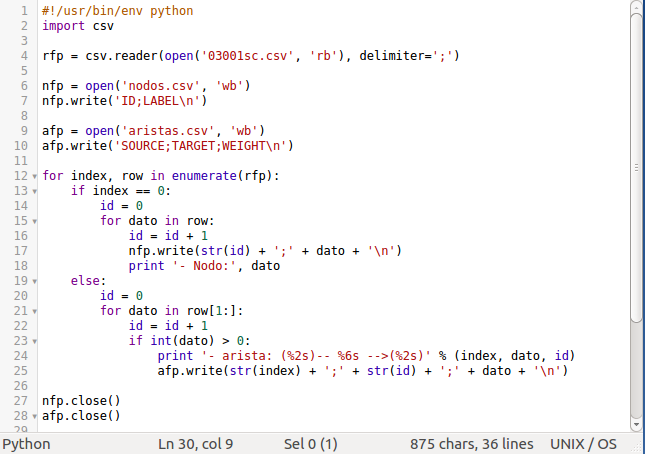 1 #!/usr/bin/env python
2 import csv
3
4 rfp = csv.reader(open('03001sc.csv', 'rb'), delimiter=';')
5
6 nfp = open('nodos.csv', 'wb')
7 nfp.write('ID;LABEL\n')
8
9 afp = open('aristas.csv', 'wb')
10 afp.write('SOURCE;TARGET;WEIGHT\n')
11
12 for index, row in enumerate(rfp):
13     if index == 0:
14         id = 0
15         for dato in row:
16             id = id + 1
17             nfp.write(str(id) + ';' + dato + '\n')
18             print '- Nodo:', dato
19     else:
20         id = 0
21         for dato in row[1:]:
22             id = id + 1
23             if int(dato) > 0:
24                 print '- arista: (%2s)-- %6s -->(%2s)' % (index, dato, id)
25                 afp.write(str(index) + ';' + str(id) + ';' + dato + '\n')
26
27 nfp.close()
28 afp.close()
29
Python Ln 30, col 9 Sel 0 (1) 875 chars, 36 lines UNIX / OS